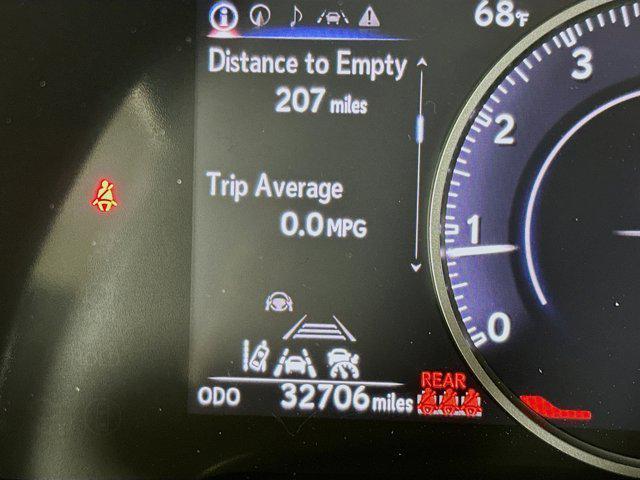 68°F
Distance to Empty
207 miles
Trip Average
0.0 MPG
ODO 32706 miles
REAR
3
2
1
0